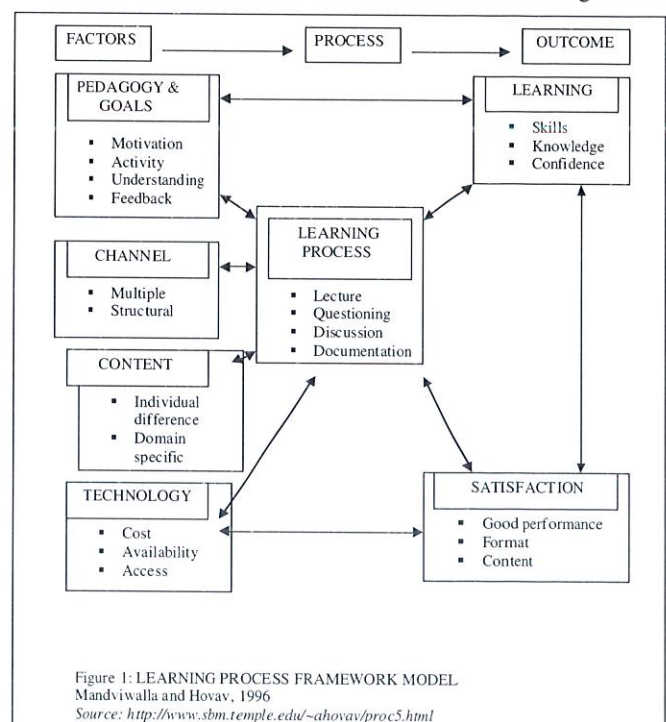 FACTORS PROCESS OUTCOME
PEDAGOGY &
GOALS
▪ Motivation
▪ Activity
▪ Understanding
▪ Feedback
LEARNING
▪ Skills
▪ Knowledge
▪ Confidence
CHANNEL
▪ Multiple
▪ Structural
LEARNING
PROCESS
▪ Lecture
▪ Questioning
▪ Discussion
▪ Documentation
CONTENT
▪ Individual
difference
▪ Domain
specific
TECHNOLOGY
▪ Cost
▪ Availability
▪ Access
SATISFACTION
▪ Good performance
▪ Format
▪ Content
Figure 1: LEARNING PROCESS FRAMEWORK MODEL
Mandviwalla and Hovav, 1996
Source: http://www.sbm.temple.edu/~ahovav/proc5.html